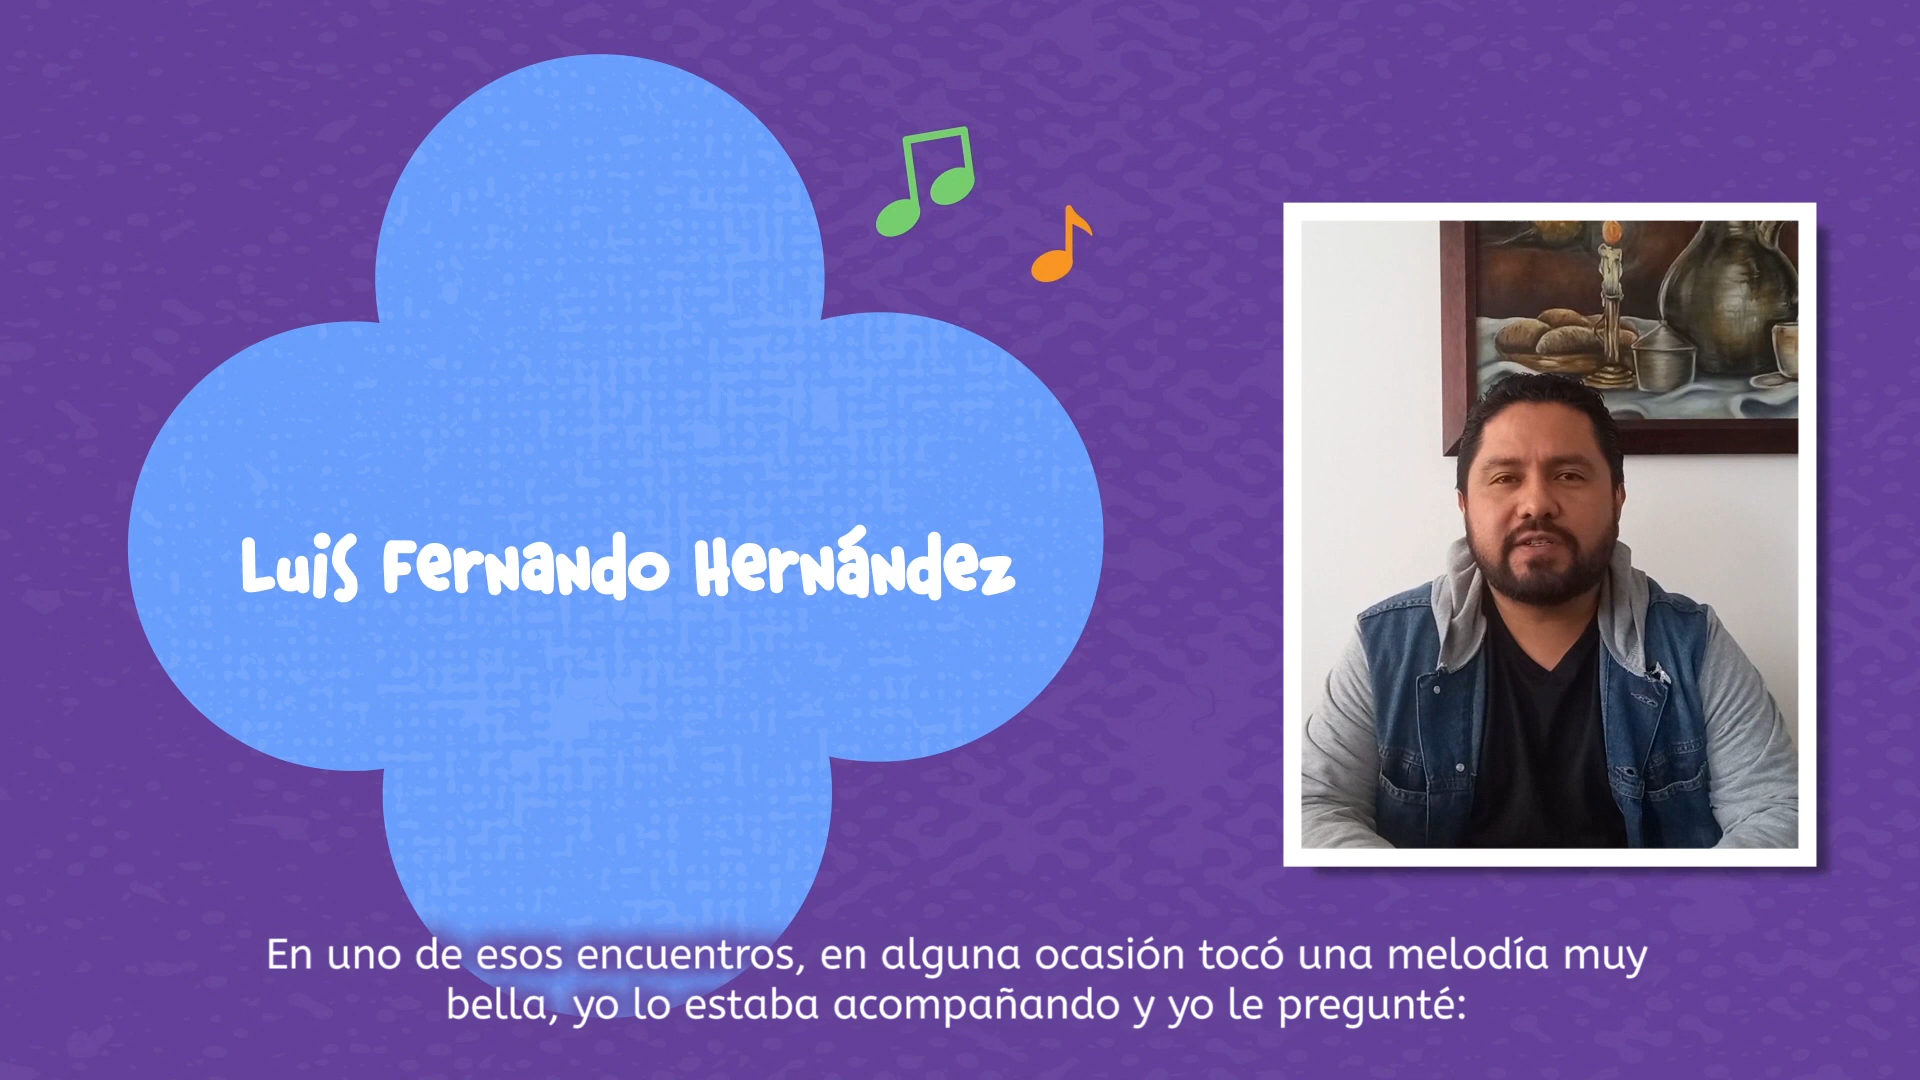 Luis Fernando Hernández
En uno de esos encuentros, en alguna ocasión tocó una melodía muy
bella, yo lo estaba acompañando y yo le pregunté: